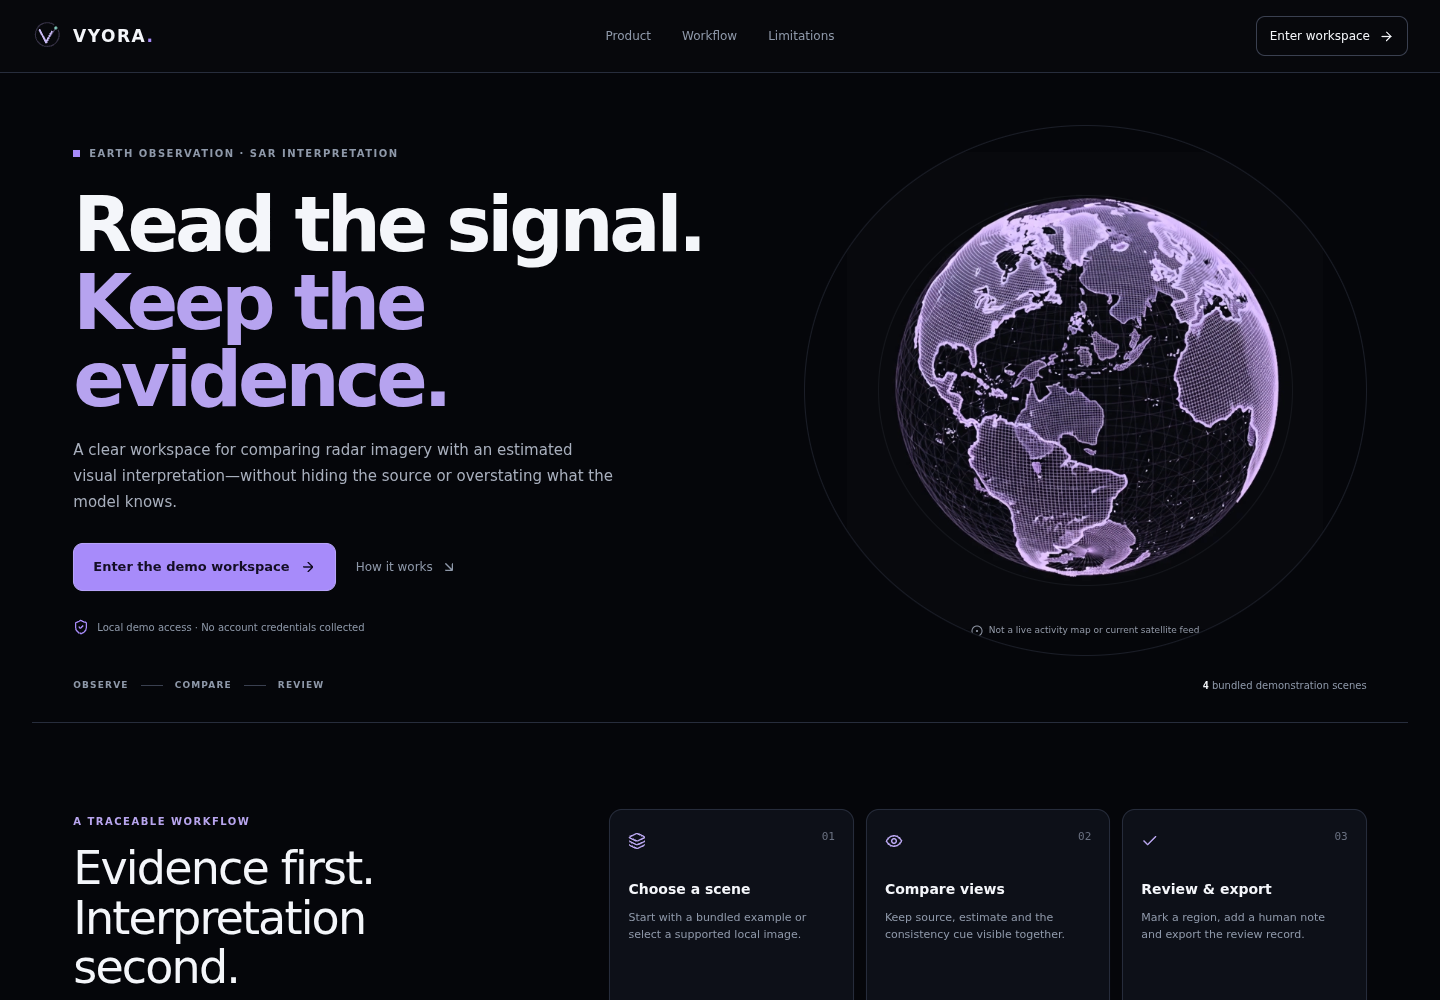 VYORA.
Product
Workflow
Limitations
Enter workspace
EARTH OBSERVATION · SAR INTERPRETATION
Read the signal.
Keep the
evidence.
A clear workspace for comparing radar imagery with an estimated
visual interpretation—without hiding the source or overstating what the
model knows.
Enter the demo workspace
How it works
Local demo access · No account credentials collected
Not a live activity map or current satellite feed
OBSERVE
COMPARE
REVIEW
4 bundled demonstration scenes
A TRACEABLE WORKFLOW
Evidence first.
Interpretation
second.
01
Choose a scene
Start with a bundled example or
select a supported local image.
02
Compare views
Keep source, estimate and the
consistency cue visible together.
03
Review & export
Mark a region, add a human note
and export the review record.